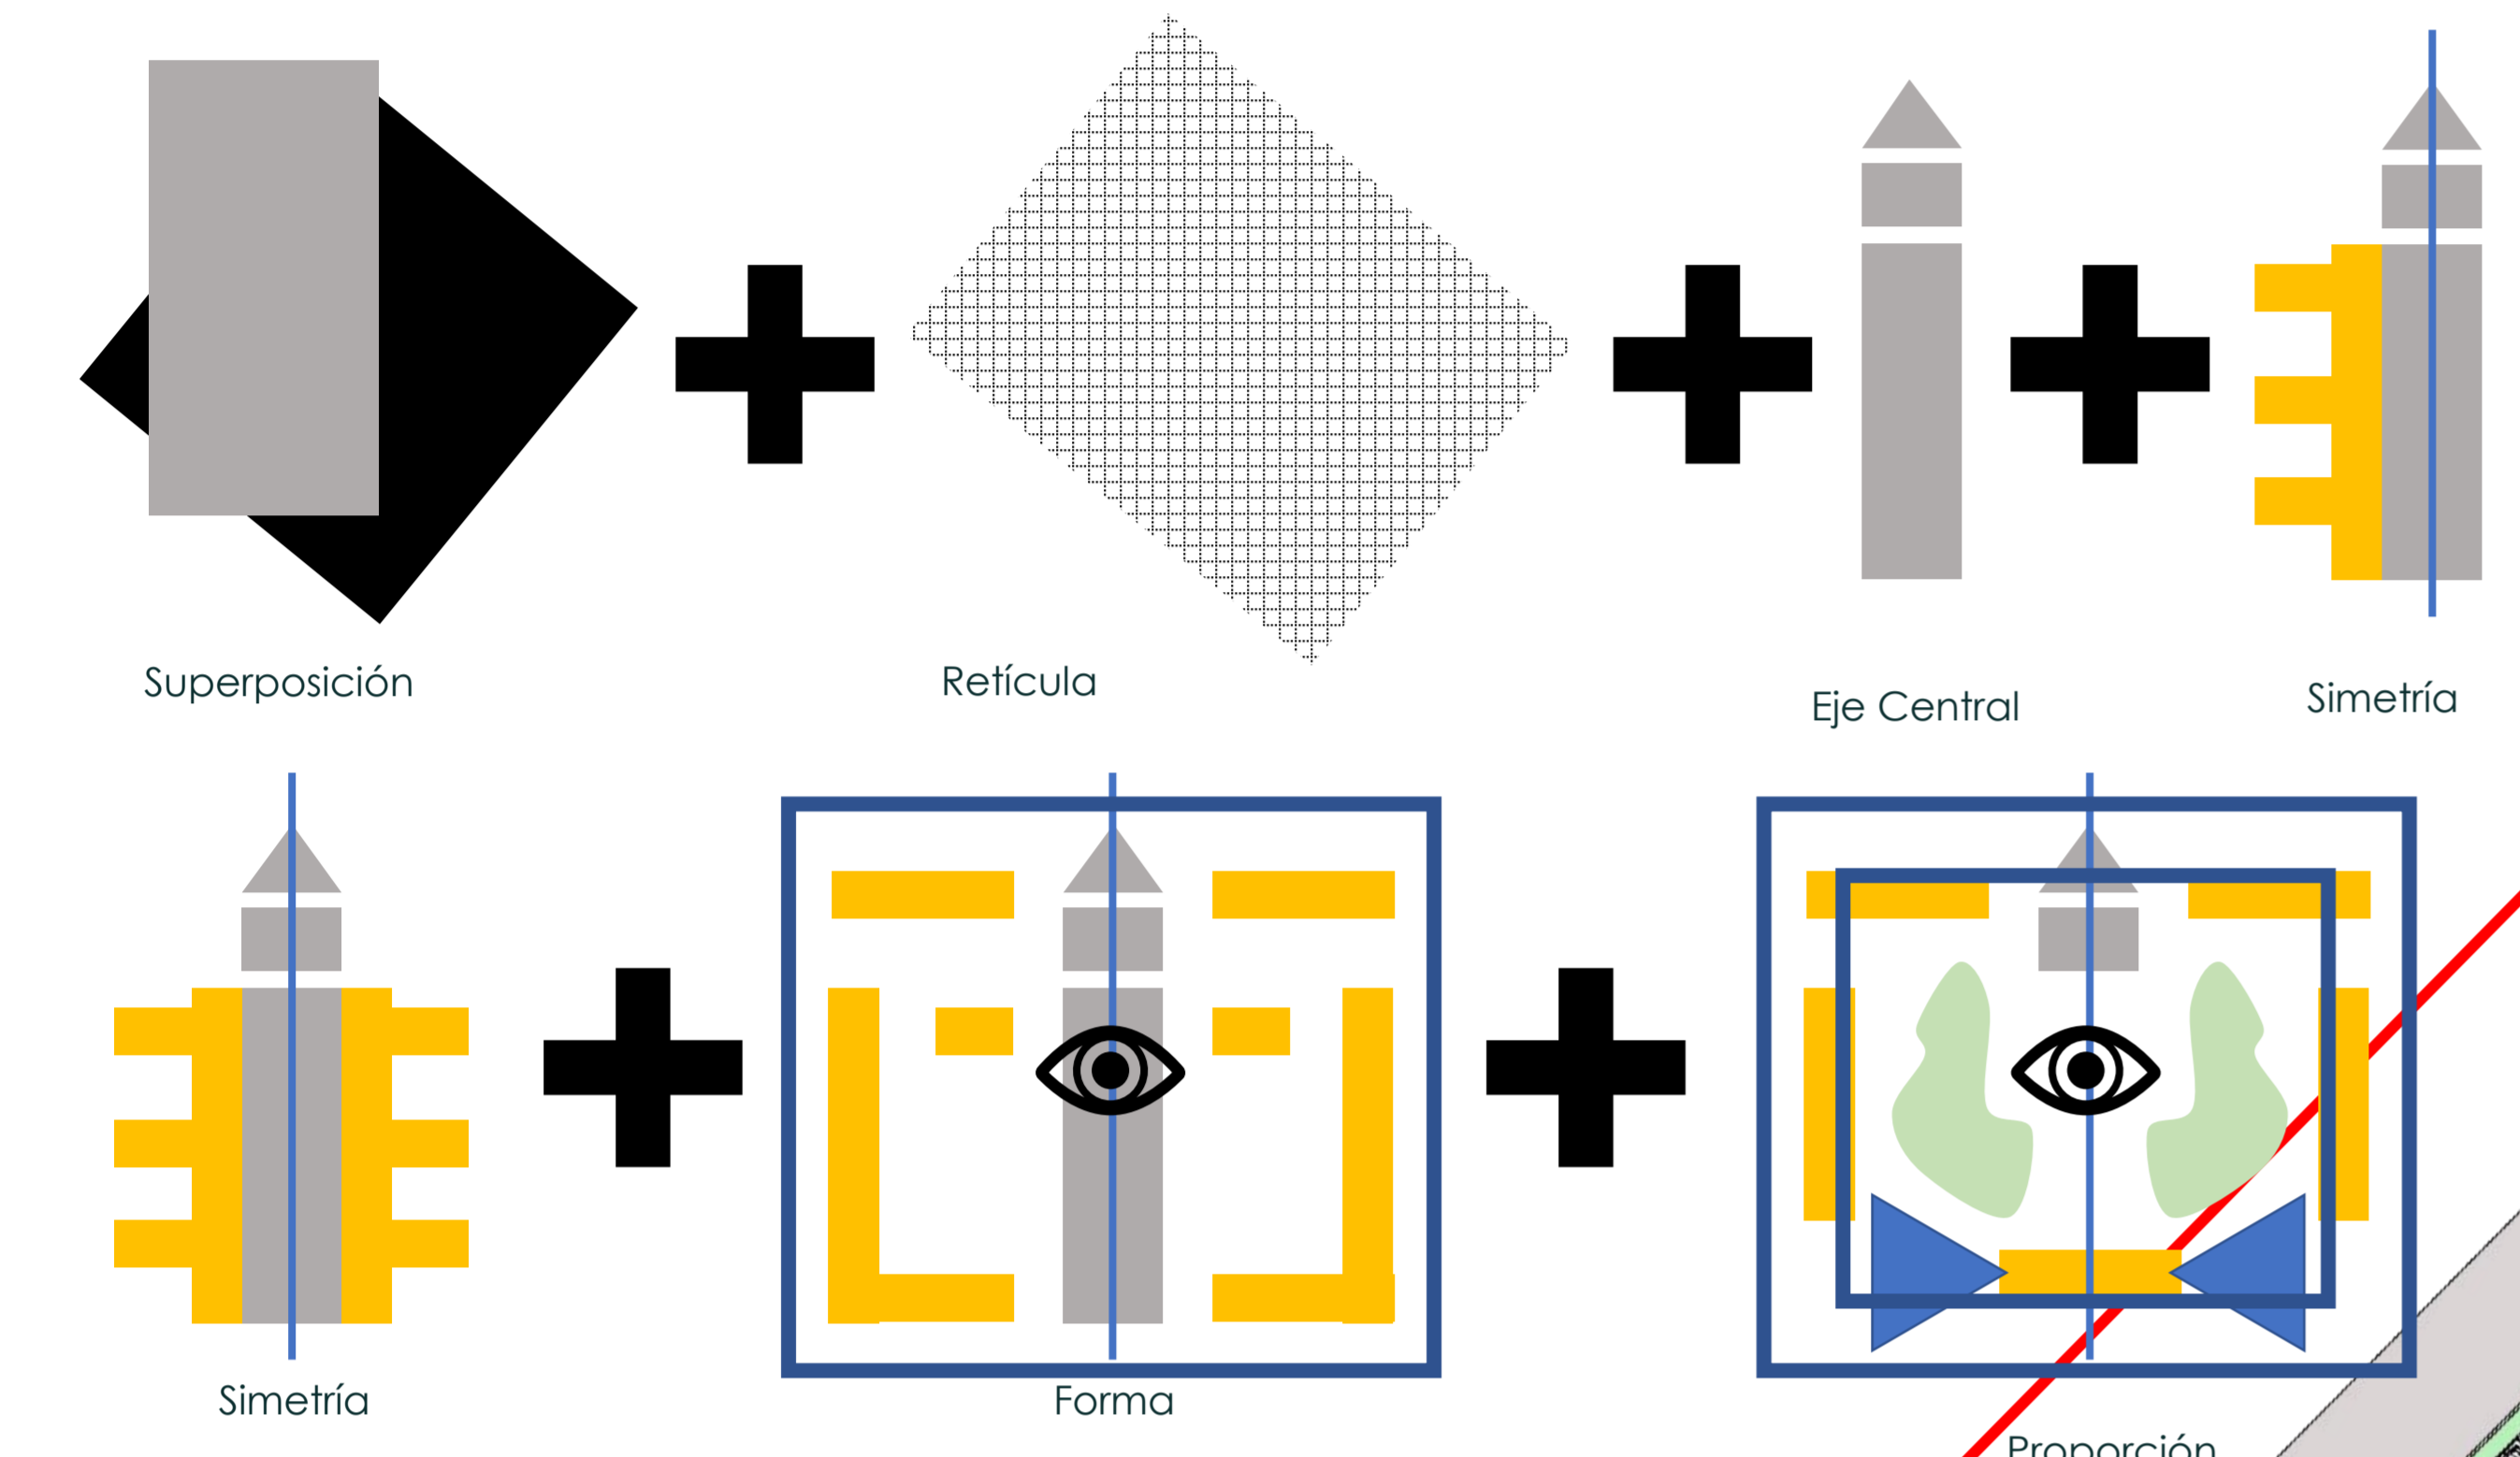 Superposición
Retícula
Eje Central
Simetría
Simetría
Forma
Proporción